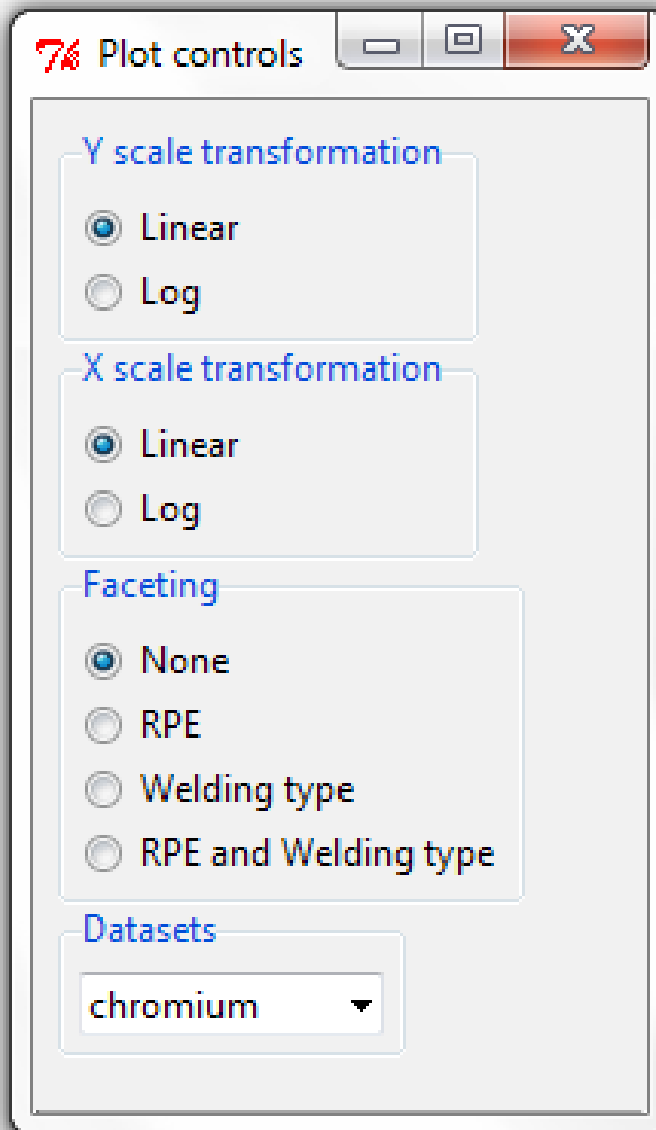 Plot controls
Y scale transformation
Linear
Log
X scale transformation
Linear
Log
Faceting
None
RPE
Welding type
RPE and Welding type
Datasets
chromium